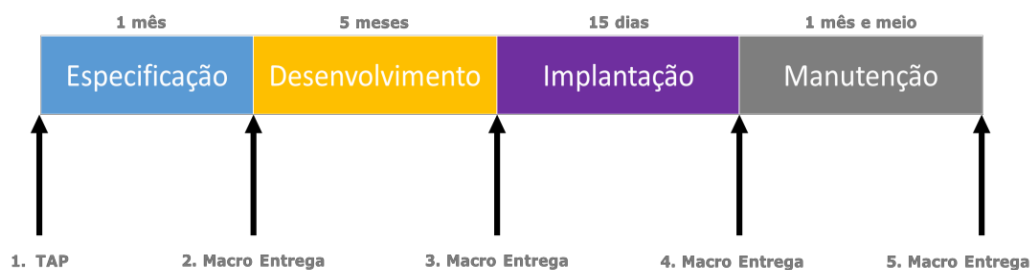 1 mês 5 meses 15 dias 1 mês e meio
Especificação Desenvolvimento Implantação Manutenção
1. TAP 2. Macro Entrega 3. Macro Entrega 4. Macro Entrega 5. Macro Entrega